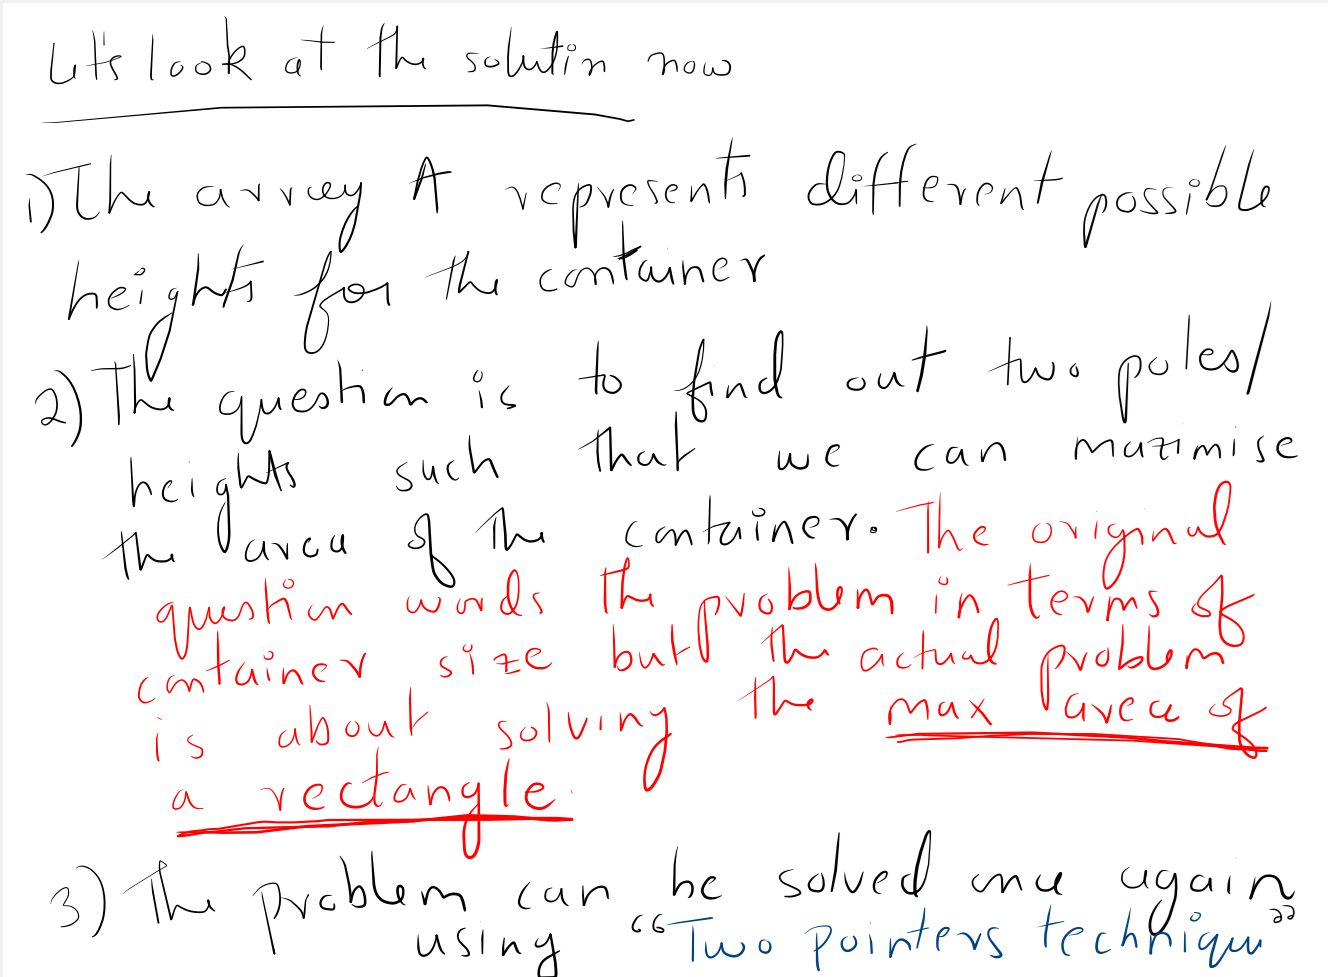 Let's look at the solutin now
1) The array A represents different possible
heights for the container
2) The question is to find out two poles/
heights such that we can maximise
the area of the container. The original
question words the problem in terms of
container size but the actual problem
is about solving the max area of
a rectangle.
3) The problem can be solved once again
using "Two pointers technique"